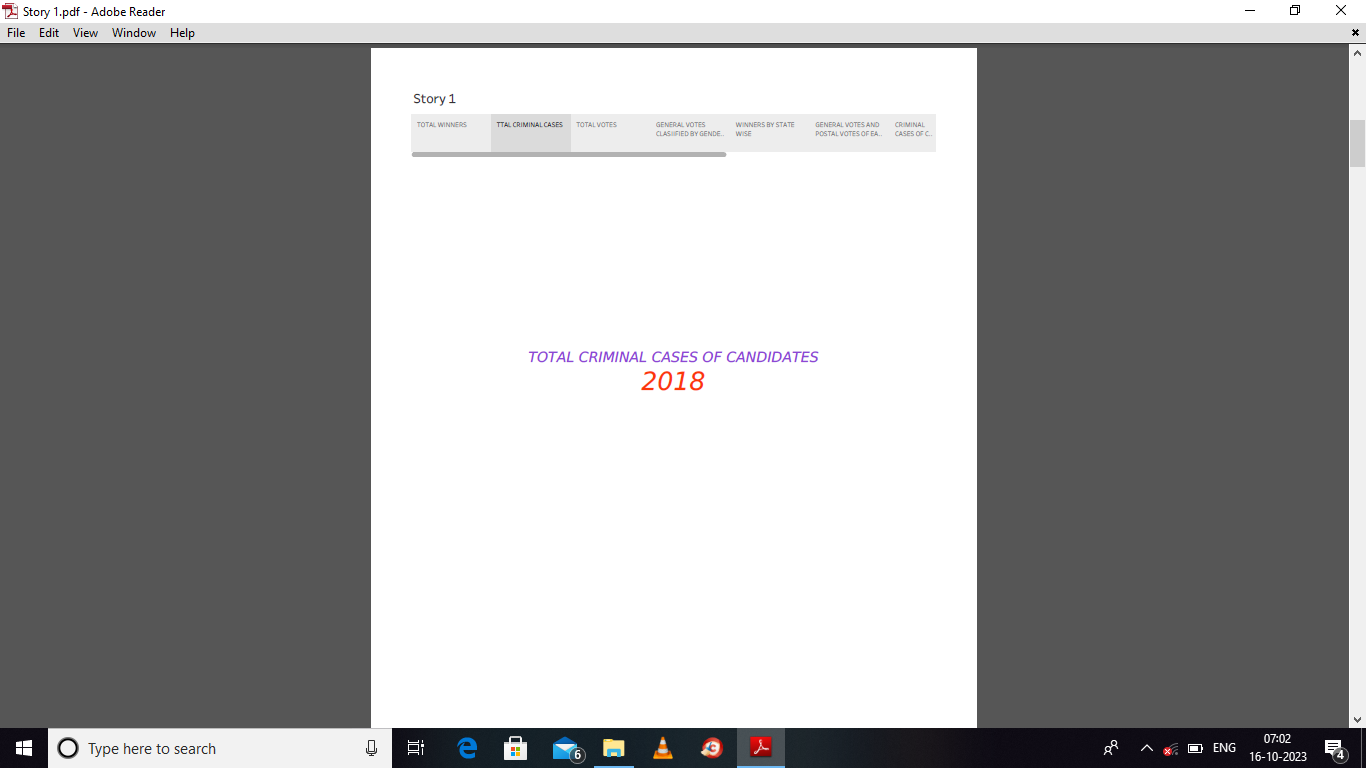 Story 1.pdf - Adobe Reader
File Edit View Window Help
Story 1
TOTAL WINNERS
TTAL CRIMINAL CASES
TOTAL VOTES
GENERAL VOTES
CLASIIFIED BY GENDE..
WINNERS BY STATE
WISE
GENERAL VOTES AND
POSTAL VOTES OF EA..
CRIMINAL
CASES OF C..
TOTAL CRIMINAL CASES OF CANDIDATES
2018
Type here to search
6
ENG
07:02
16-10-2023
4